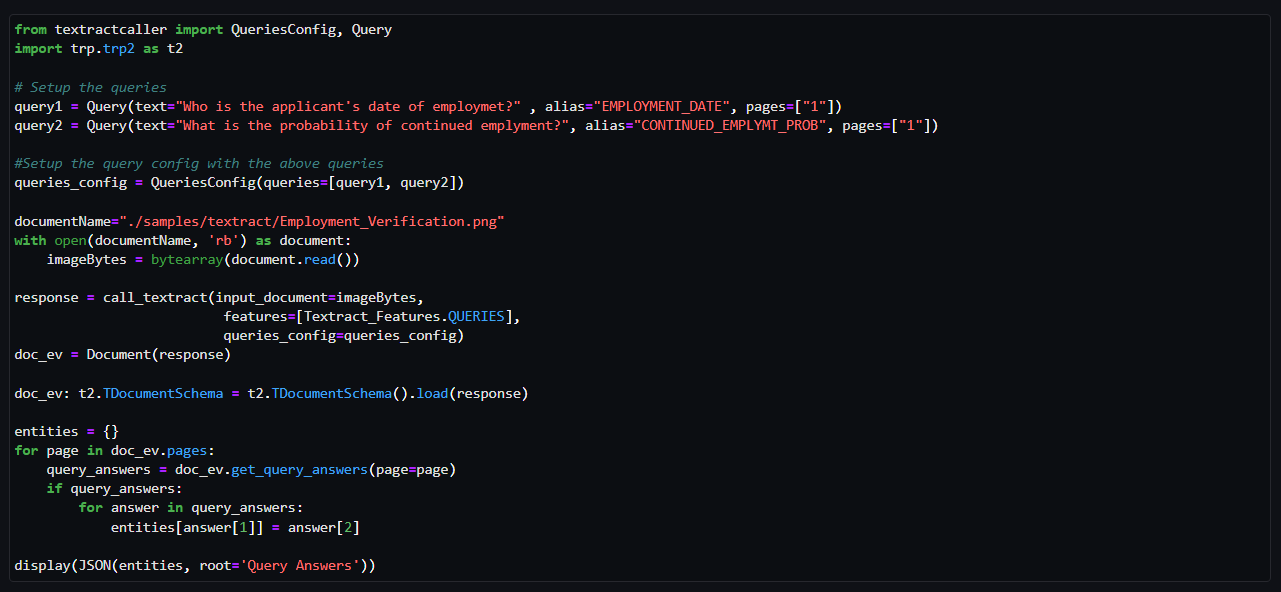 from textractcaller import QueriesConfig, Query
import trp.trp2 as t2

# Setup the queries
query1 = Query(text="Who is the applicant's date of employmet?" , alias="EMPLOYMENT_DATE", pages=["1"])
query2 = Query(text="What is the probability of continued emplyment?", alias="CONTINUED_EMPLYMT_PROB", pages=["1"])

#Setup the query config with the above queries
queries_config = QueriesConfig(queries=[query1, query2])

documentName="./samples/textract/Employment_Verification.png"
with open(documentName, 'rb') as document:
    imageBytes = bytearray(document.read())

response = call_textract(input_document=imageBytes,
                          features=[Textract_Features.QUERIES],
                          queries_config=queries_config)
doc_ev = Document(response)

doc_ev: t2.TDocumentSchema = t2.TDocumentSchema().load(response)

entities = {}
for page in doc_ev.pages:
    query_answers = doc_ev.get_query_answers(page=page)
    if query_answers:
        for answer in query_answers:
            entities[answer[1]] = answer[2]

display(JSON(entities, root='Query Answers'))